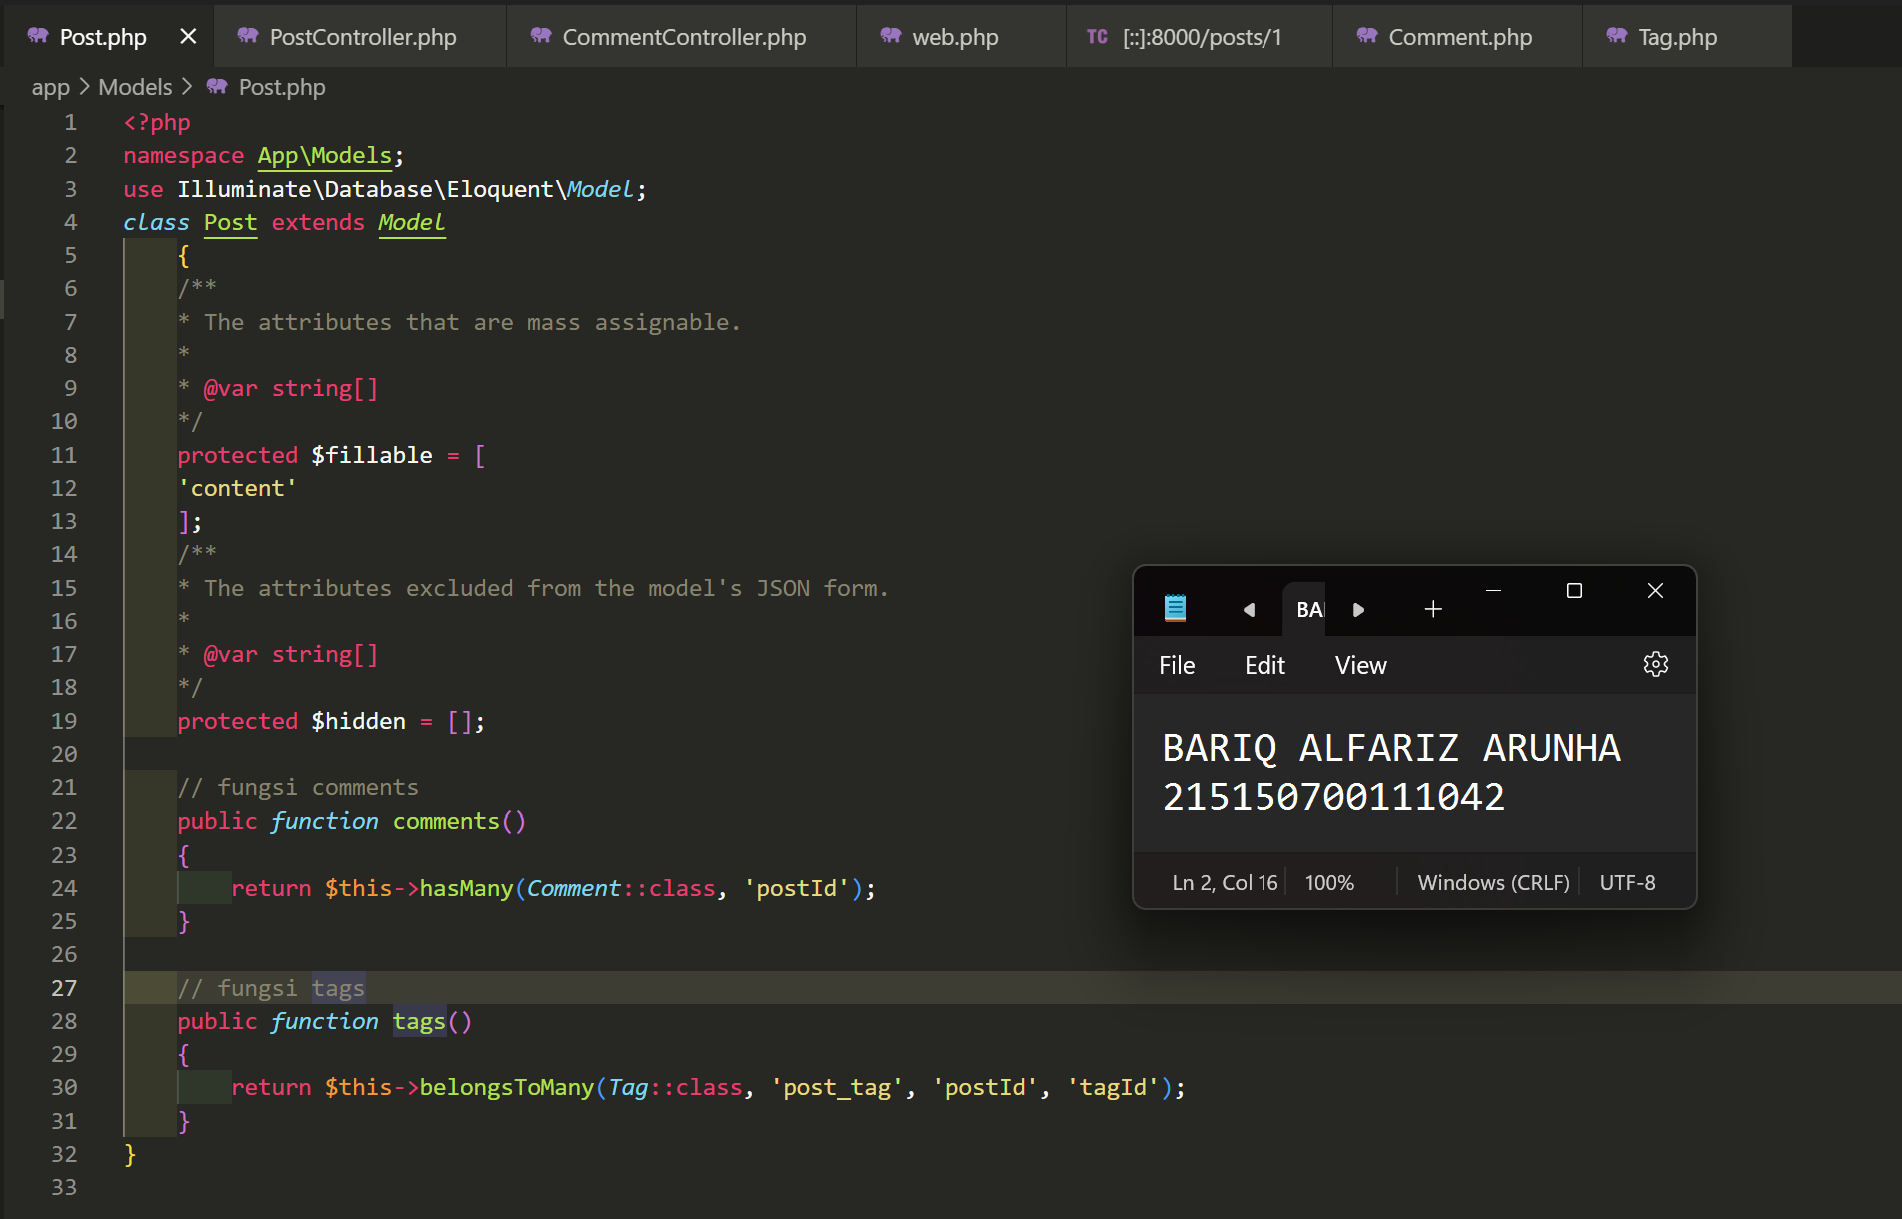 Post.php PostController.php CommentController.php web.php TC [::]:8000/posts/1 Comment.php Tag.php
app > Models > Post.php
1 <?php
2 namespace App\Models;
3 use Illuminate\Database\Eloquent\Model;
4 class Post extends Model
5 {
6 /**
7 * The attributes that are mass assignable.
8 *
9 * @var string[]
10 */
11 protected $fillable = [
12 'content'
13 ];
14 /**
15 * The attributes excluded from the model's JSON form.
16 *
17 * @var string[]
18 */
19 protected $hidden = [];
20
21 // fungsi comments
22 public function comments()
23 {
24 return $this->hasMany(Comment::class, 'postId');
25 }
26
27 // fungsi tags
28 public function tags()
29 {
30 return $this->belongsToMany(Tag::class, 'post_tag', 'postId', 'tagId');
31 }
32 }
33
BA
File Edit View
BARIQ ALFARIZ ARUNHA
215150700111042
Ln 2, Col 16 100% Windows (CRLF) UTF-8